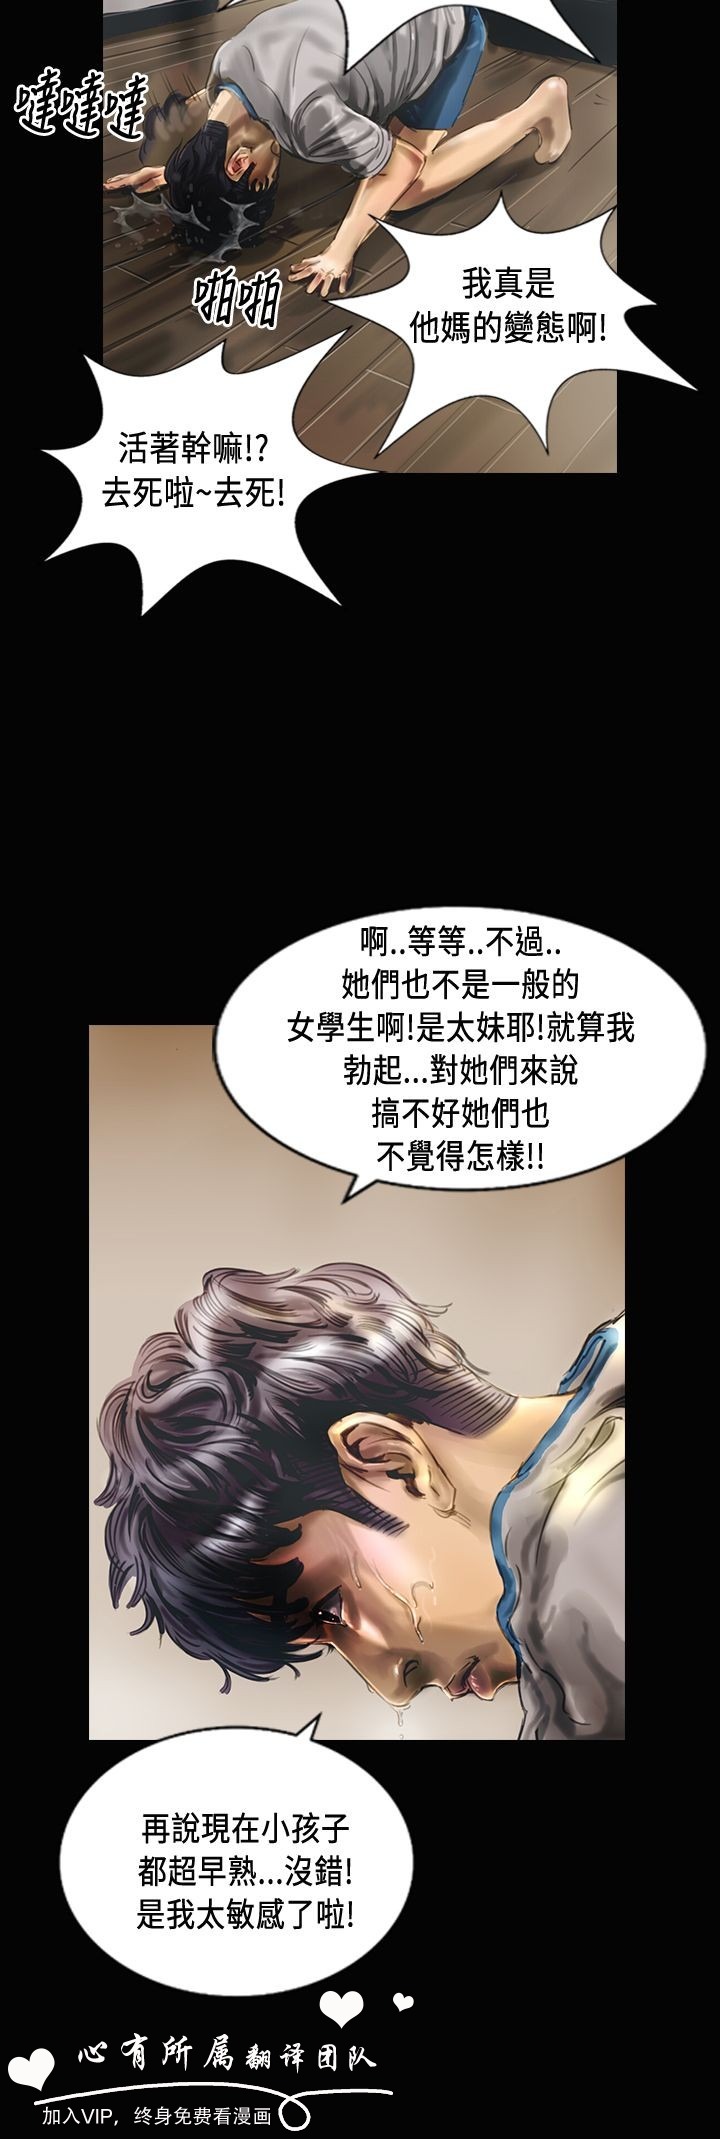 噠噠噠
啪啪
我真是
他媽的變態啊!
活著幹嘛!?
去死啦~去死!
啊..等等..不過..
她們也不是一般的
女學生啊!是太妹耶!就算我
勃起...對她們來說
搞不好她們也
不覺得怎樣!!
再說現在小孩子
都超早熟...沒錯!
是我太敏感了啦!
心有所属翻译团队
加入VIP，终身免费看漫画